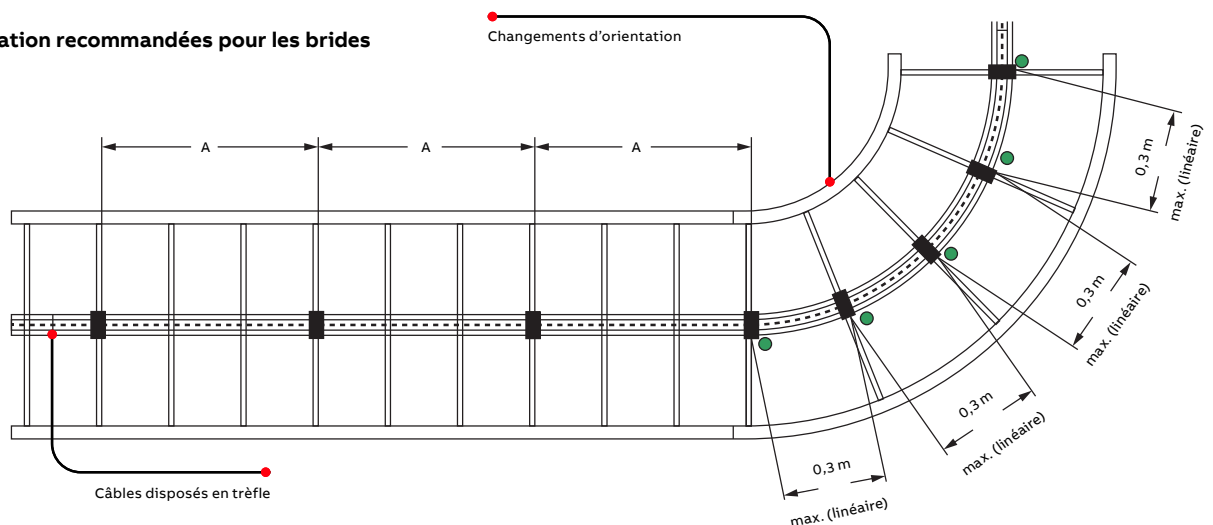 ation recommandées pour les brides
Changements d'orientation
A
A
A
0,3 m
max. (linéaire)
0,3 m
max. (linéaire)
0,3 m
max. (linéaire)
0,3 m
max. (linéaire)
Câbles disposés en trèfle